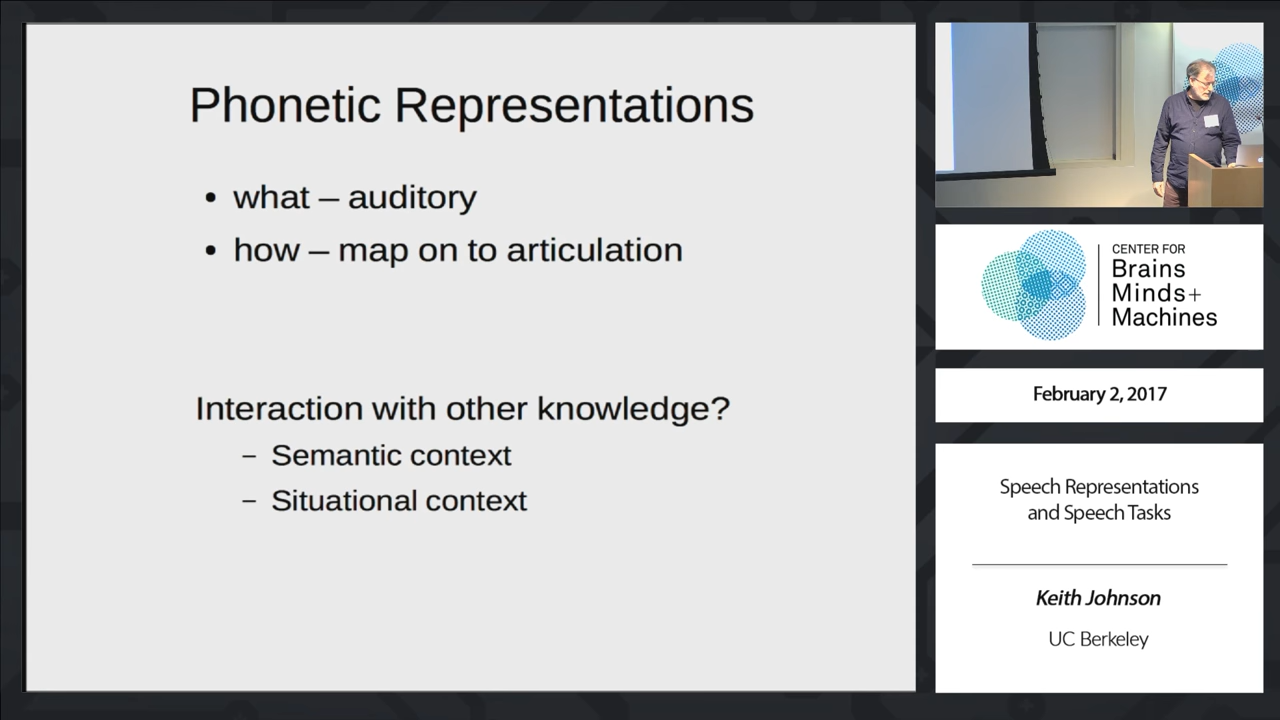 Phonetic Representations
• what – auditory
• how – map on to articulation
Interaction with other knowledge?
– Semantic context
– Situational context
CENTER FOR
Brains
Minds+
Machines
February 2, 2017
Speech Representations
and Speech Tasks
Keith Johnson
UC Berkeley